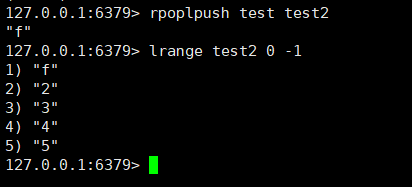 127.0.0.1:6379> rpoplpush test test2
"f"
127.0.0.1:6379> lrange test2 0 -1
1) "f"
2) "2"
3) "3"
4) "4"
5) "5"
127.0.0.1:6379>